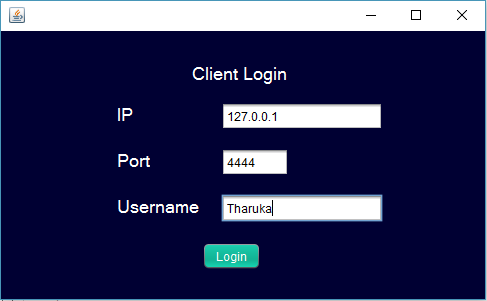 Client Login
IP 127.0.0.1
Port 4444
Username Tharuka
Login